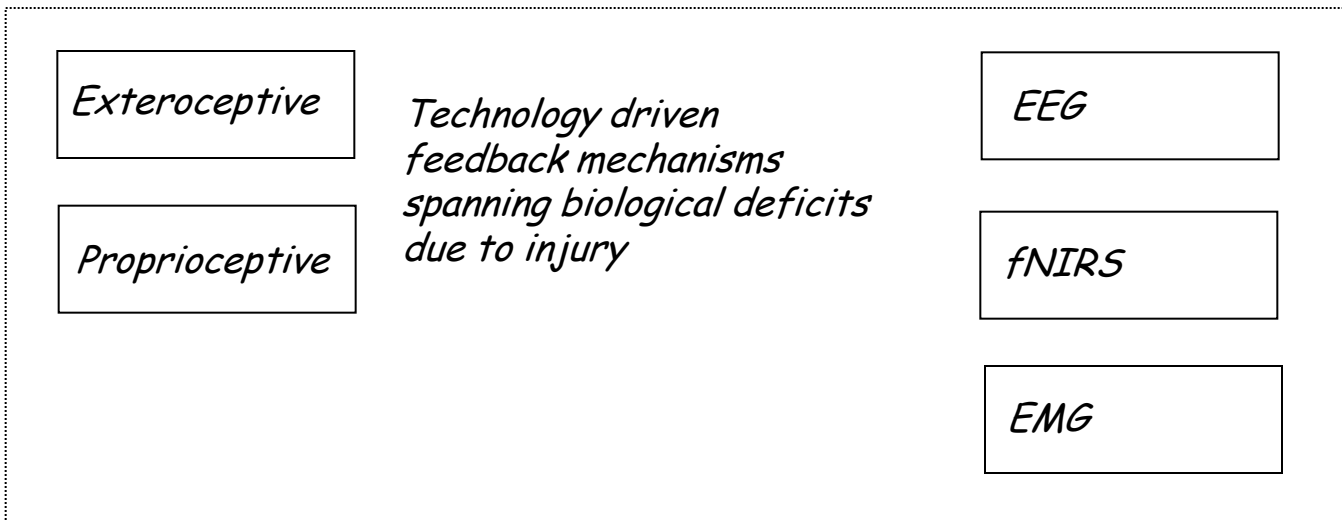 Exteroceptive
Proprioceptive
Technology driven
feedback mechanisms
spanning biological deficits
due to injury
EEG
fNIRS
EMG